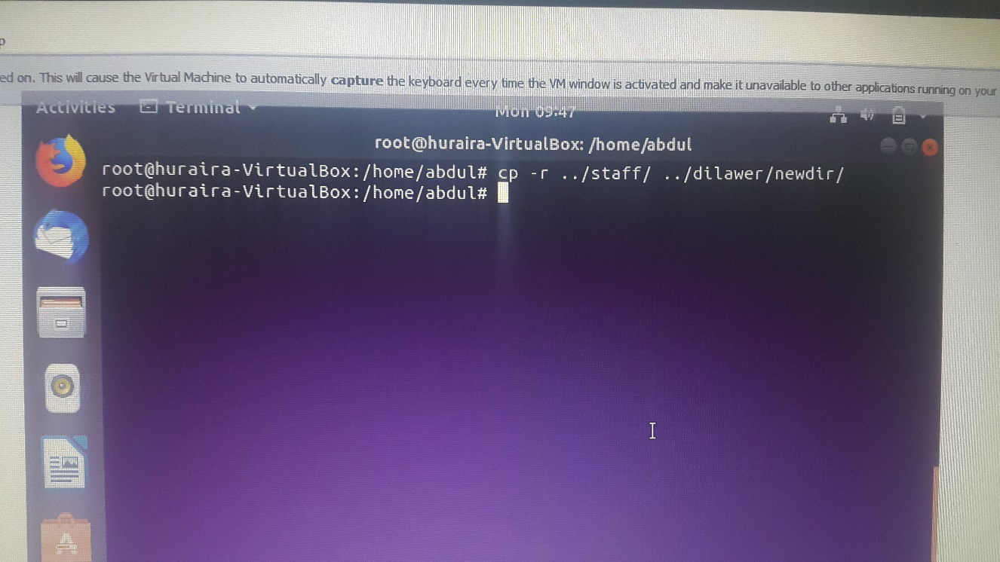 ed on. This will cause the Virtual Machine to automatically capture the keyboard every time the VM window is activated and make it unavailable to other applications running on your
Activities Terminal Mon 09:47
root@huraira-VirtualBox: /home/abdul
root@huraira-VirtualBox:/home/abdul# cp -r ../staff/ ../dilawer/newdir/
root@huraira-VirtualBox:/home/abdul#